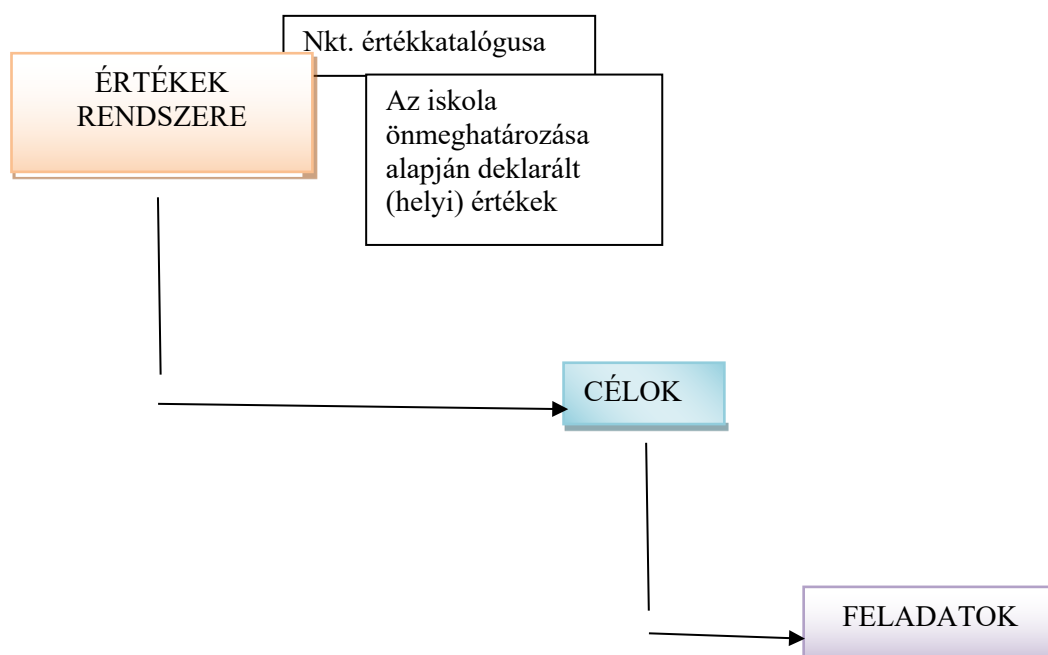 Nkt. értékkatalógusa
ÉRTÉKEK
RENDSZERE
Az iskola
önmeghatározása
alapján deklarált
(helyi) értékek
CÉLOK
FELADATOK